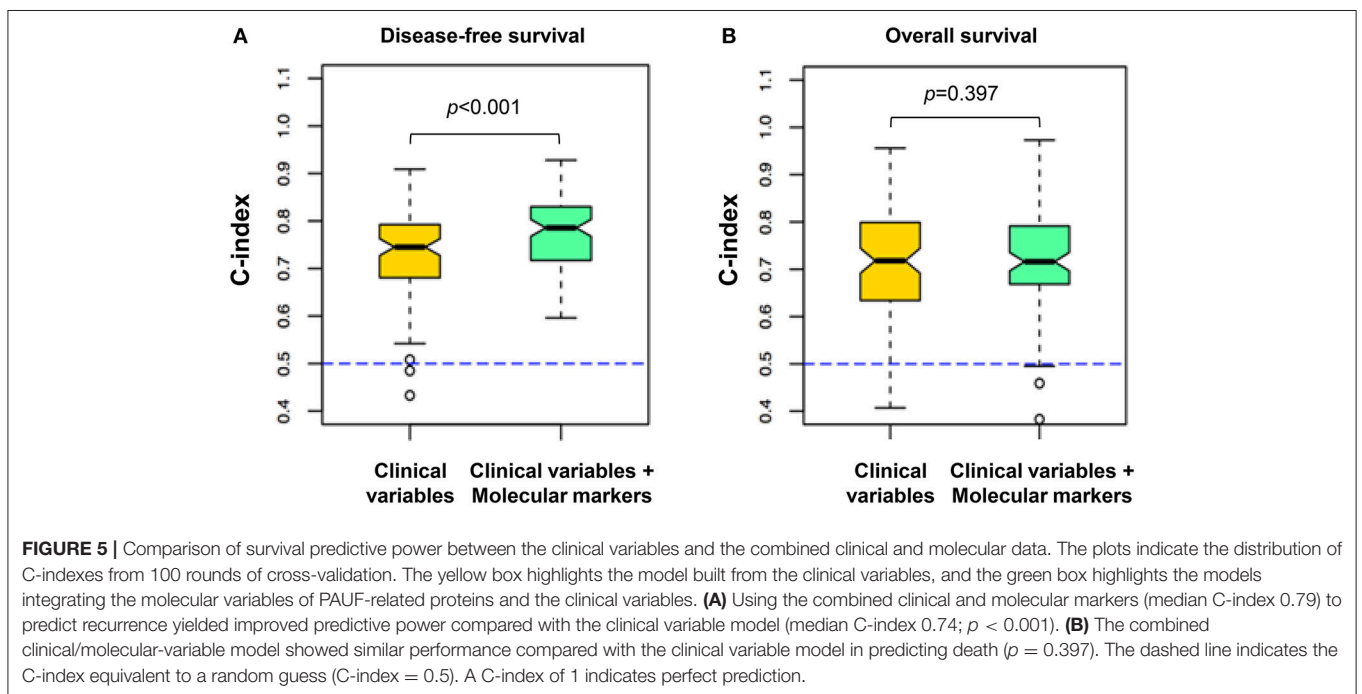 A
Disease-free survival
B
Overall survival
C-index
0.4 0.5 0.6 0.7 0.8 0.9 1.0 1.1
p<0.001
Clinical variables
Clinical variables + Molecular markers
C-index
0.4 0.5 0.6 0.7 0.8 0.9 1.0 1.1
p=0.397
Clinical variables
Clinical variables + Molecular markers
FIGURE 5 | Comparison of survival predictive power between the clinical variables and the combined clinical and molecular data. The plots indicate the distribution of
C-indexes from 100 rounds of cross-validation. The yellow box highlights the model built from the clinical variables, and the green box highlights the models
integrating the molecular variables of PAUF-related proteins and the clinical variables. (A) Using the combined clinical and molecular markers (median C-index 0.79) to
predict recurrence yielded improved predictive power compared with the clinical variable model (median C-index 0.74; p < 0.001). (B) The combined
clinical/molecular-variable model showed similar performance compared with the clinical variable model in predicting death (p = 0.397). The dashed line indicates the
C-index equivalent to a random guess (C-index = 0.5). A C-index of 1 indicates perfect prediction.